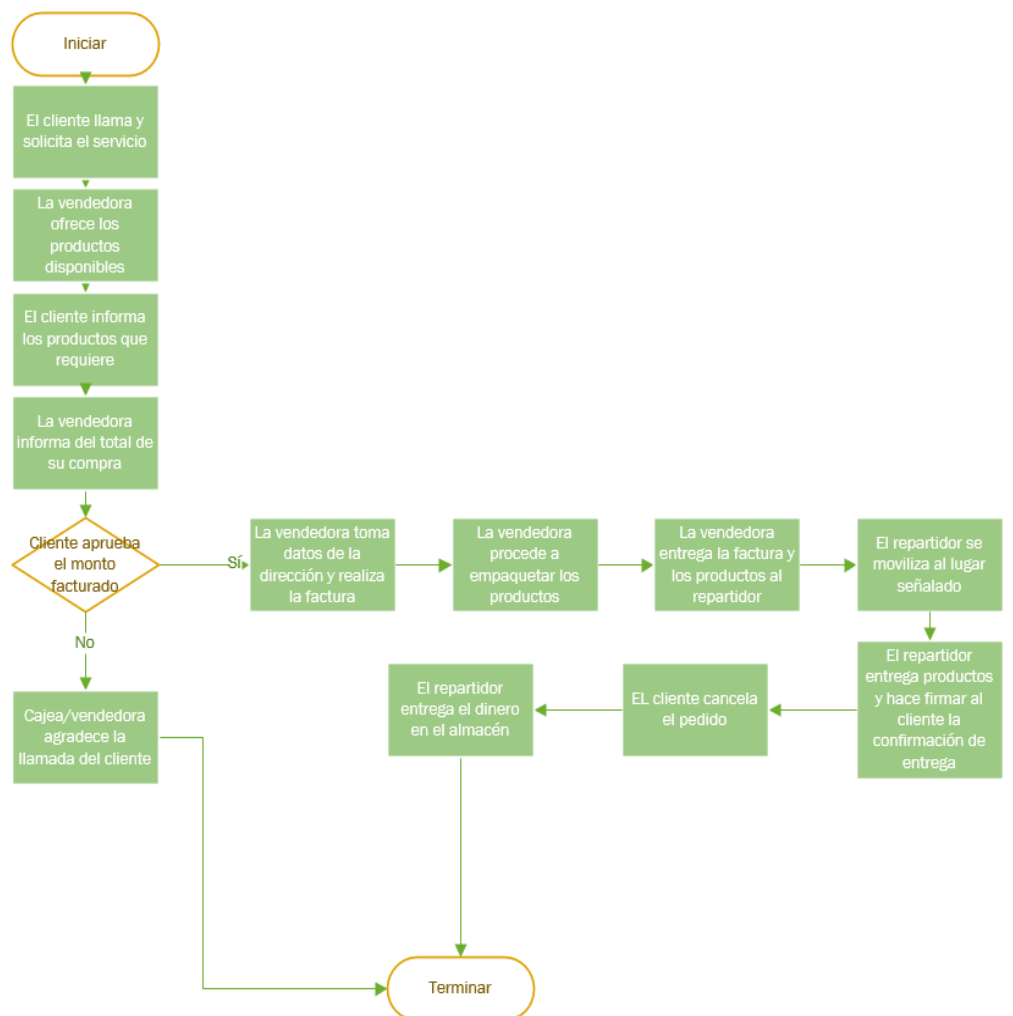 Iniciar
El cliente llama y
solicita el servicio
La vendedora
ofrece los
productos
disponibles
El cliente informa
los productos que
requiere
La vendedora
informa del total de
su compra
Cliente aprueba
el monto
facturado
Sí
La vendedora toma
datos de la
dirección y realiza
la factura
La vendedora
procede a
empaquetar los
productos
La vendedora
entrega la factura y
los productos al
repartidor
El repartidor se
moviliza al lugar
señalado
El repartidor
entrega productos
y hace firmar al
cliente la
confirmación de
entrega
EL cliente cancela
el pedido
El repartidor
entrega el dinero
en el almacén
No
Cajea/vendedora
agradece la
llamada del cliente
Terminar